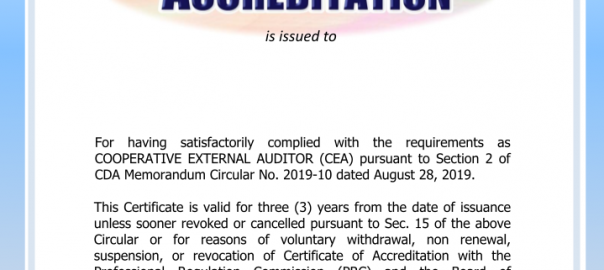 ACCREDITATION
is issued to
For having satisfactorily complied with the requirements as
COOPERATIVE EXTERNAL AUDITOR (CEA) pursuant to Section 2 of
CDA Memorandum Circular No. 2019-10 dated August 28, 2019.
This Certificate is valid for three (3) years from the date of issuance
unless sooner revoked or cancelled pursuant to Sec. 15 of the above
Circular or for reasons of voluntary withdrawal, non renewal,
suspension, or revocation of Certificate of Accreditation with the
Professional Regulation Commission (PRC) and the Board of